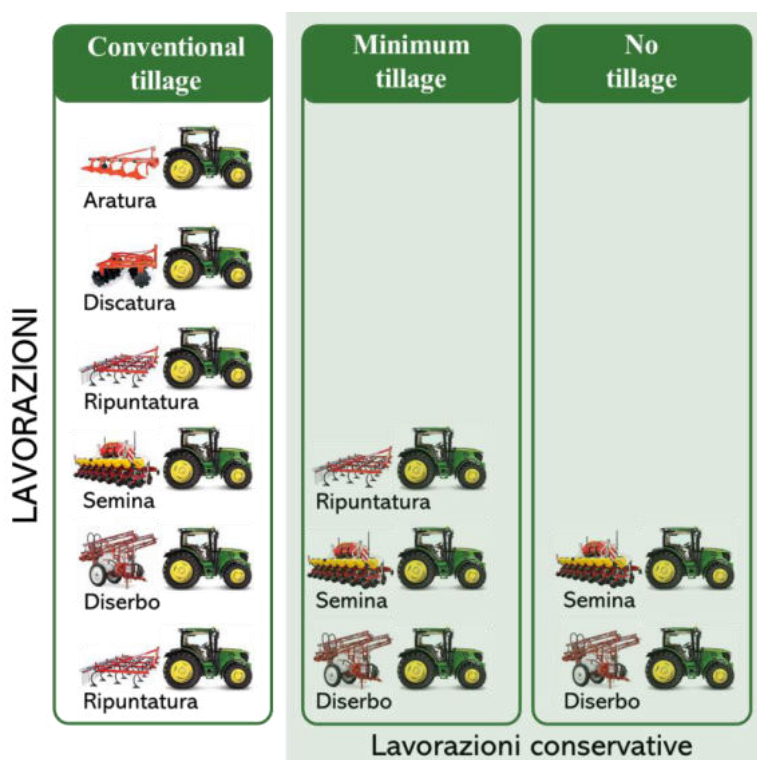 Conventional
tillage
Minimum
tillage
No
tillage
LAVORAZIONI
Aratura
Discatura
Ripuntatura
Semina
Diserbo
Ripuntatura
Ripuntatura
Semina
Diserbo
Semina
Diserbo
Lavorazioni conservative